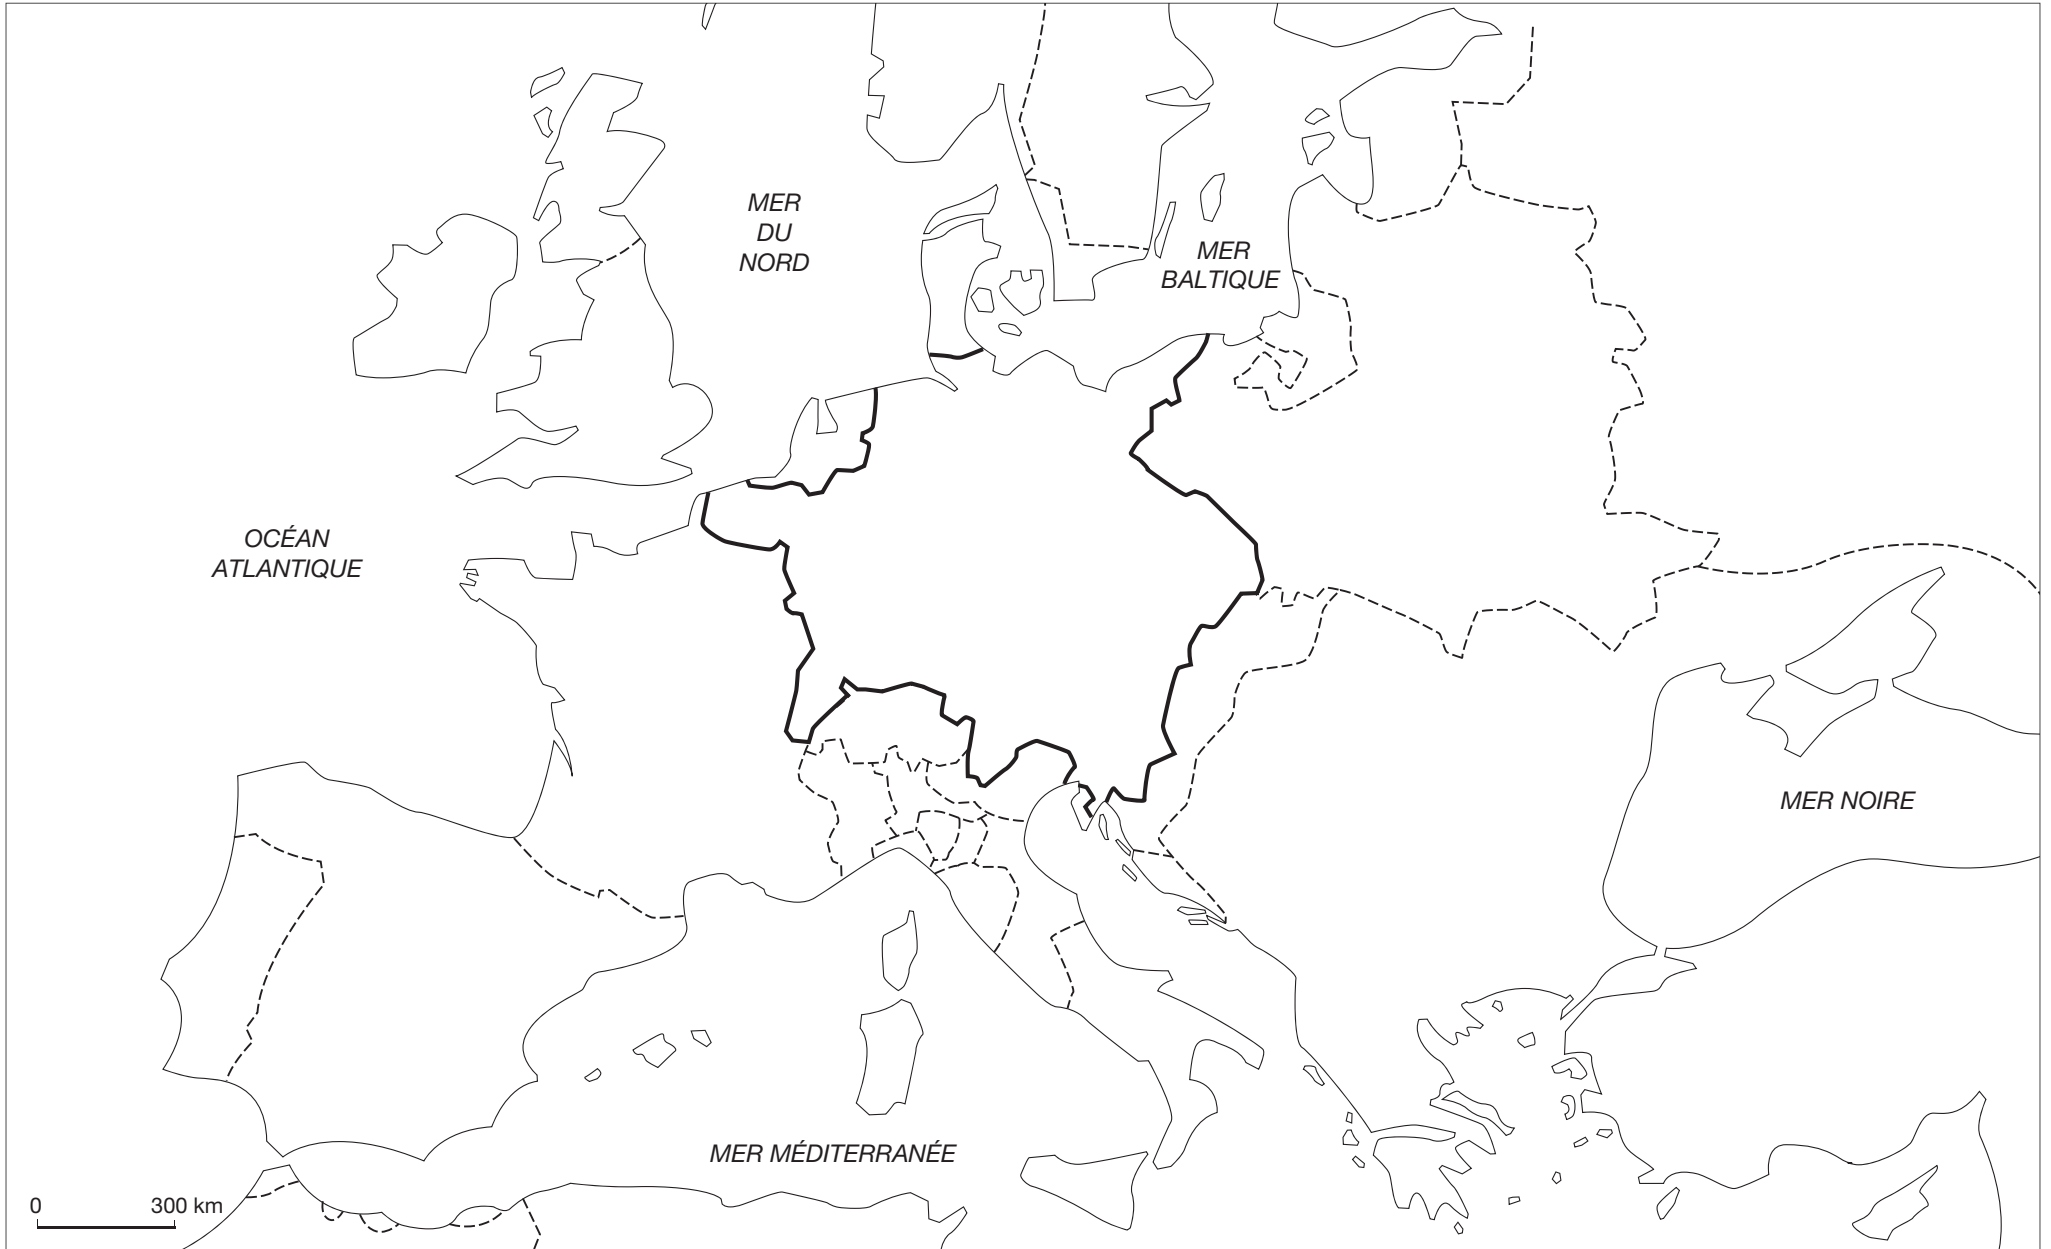 MER
DU
NORD
MER
BALTIQUE
OCÉAN
ATLANTIQUE
MER NOIRE
MER MÉDITERRANÉE
0 300 km